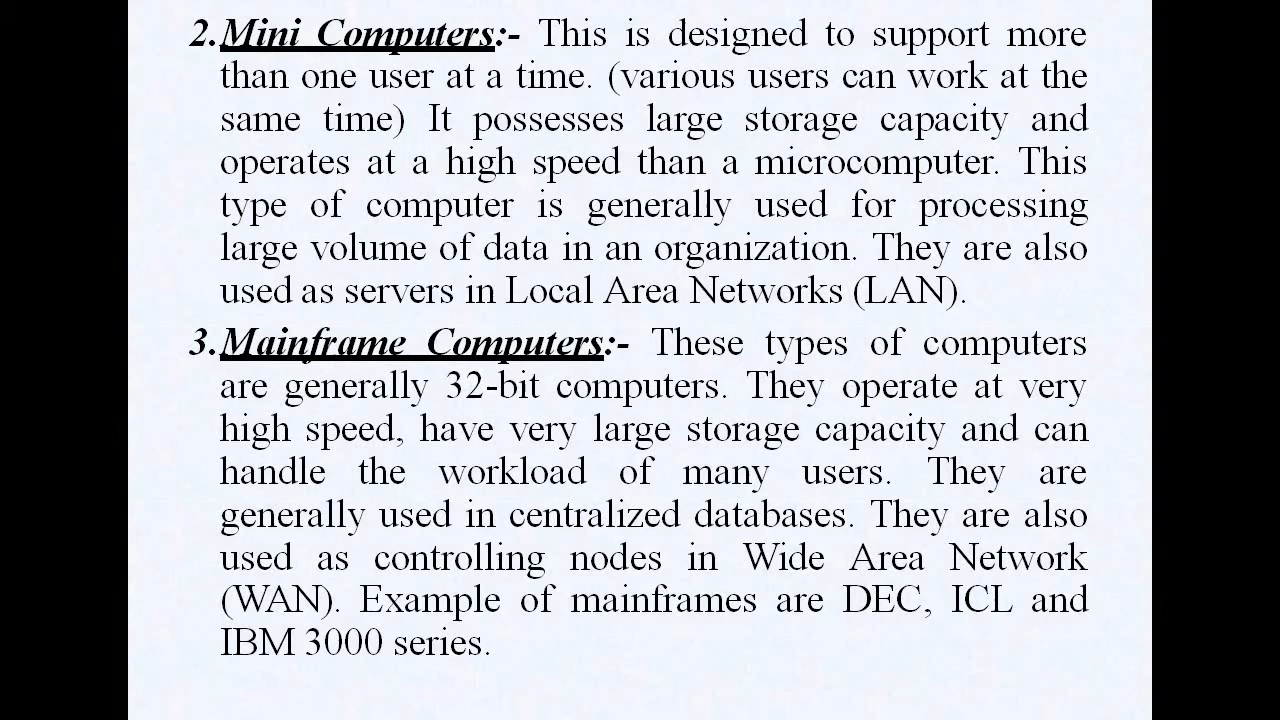 2. Mini Computers:- This is designed to support more
than one user at a time. (various users can work at the
same time) It possesses large storage capacity and
operates at a high speed than a microcomputer. This
type of computer is generally used for processing
large volume of data in an organization. They are also
used as servers in Local Area Networks (LAN).
3. Mainframe Computers:- These types of computers
are generally 32-bit computers. They operate at very
high speed, have very large storage capacity and can
handle the workload of many users. They are
generally used in centralized databases. They are also
used as controlling nodes in Wide Area Network
(WAN). Example of mainframes are DEC, ICL and
IBM 3000 series.